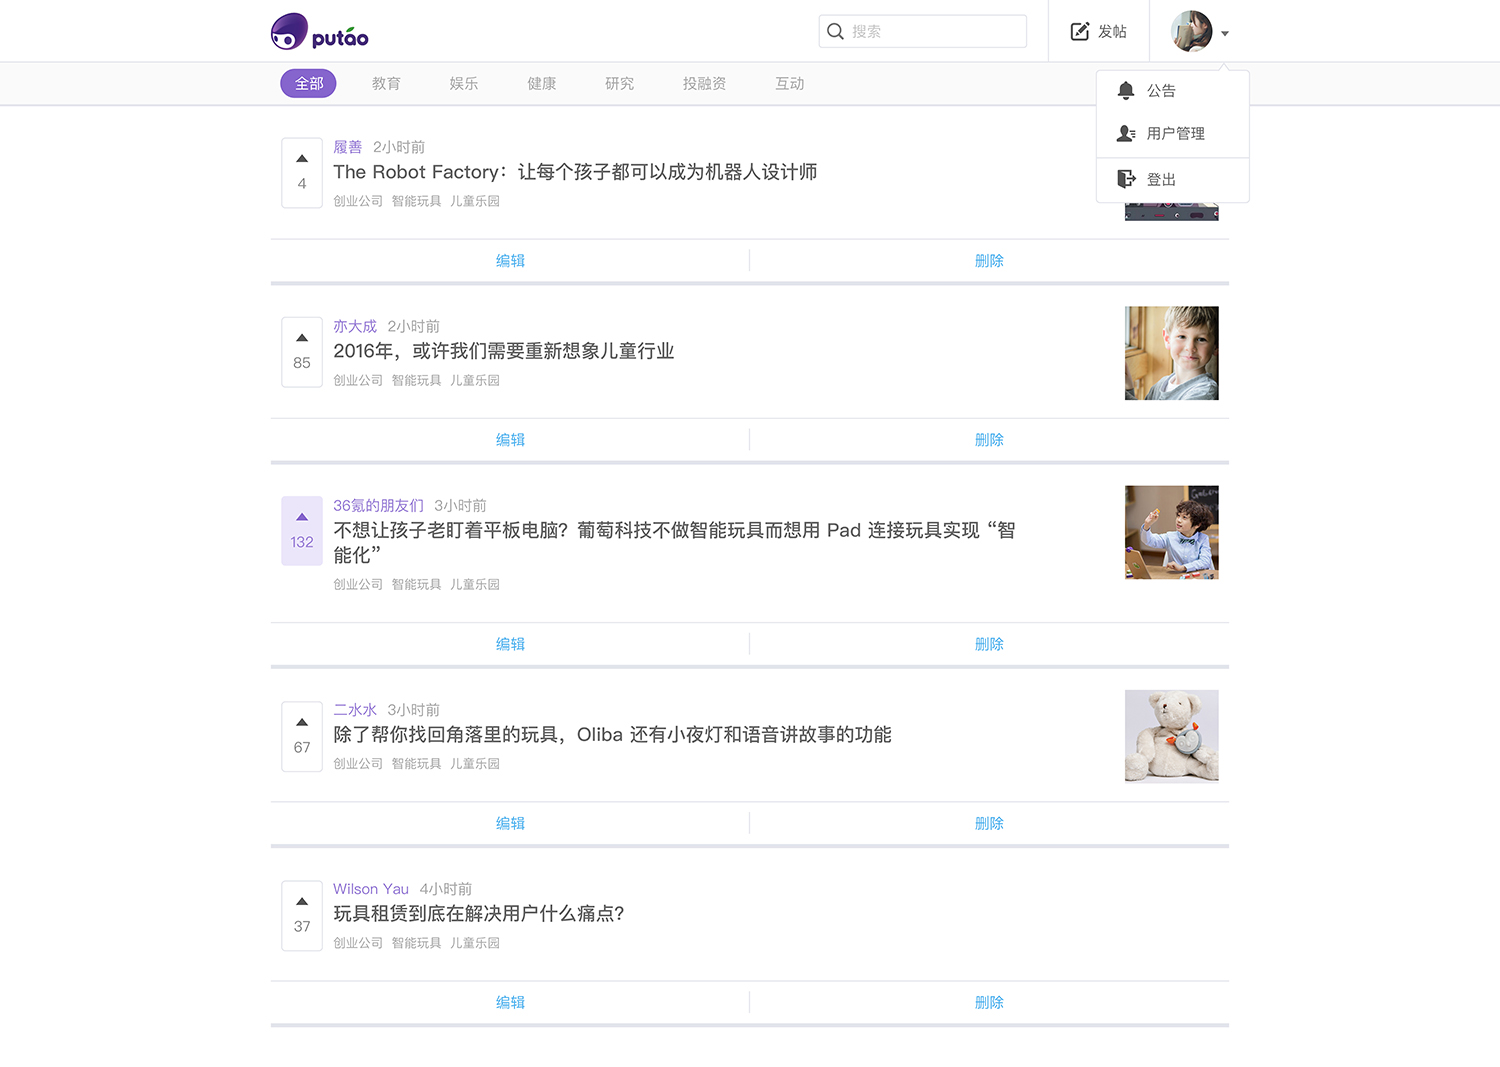 putao
搜索
发帖
全部 教育 娱乐 健康 研究 投融资 互动
公告
用户管理
登出
履善 2小时前
4
The Robot Factory：让每个孩子都可以成为机器人设计师
创业公司 智能玩具 儿童乐园
编辑 删除
亦大成 2小时前
85
2016年，或许我们需要重新想象儿童行业
创业公司 智能玩具 儿童乐园
编辑 删除
36氪的朋友们 3小时前
132
不想让孩子老盯着平板电脑？葡萄科技不做智能玩具而想用 Pad 连接玩具实现 “智
能化”
创业公司 智能玩具 儿童乐园
编辑 删除
二水水 3小时前
67
除了帮你找回角落里的玩具，Oliba 还有小夜灯和语音讲故事的功能
创业公司 智能玩具 儿童乐园
编辑 删除
Wilson Yau 4小时前
37
玩具租赁到底在解决用户什么痛点?
创业公司 智能玩具 儿童乐园
编辑 删除